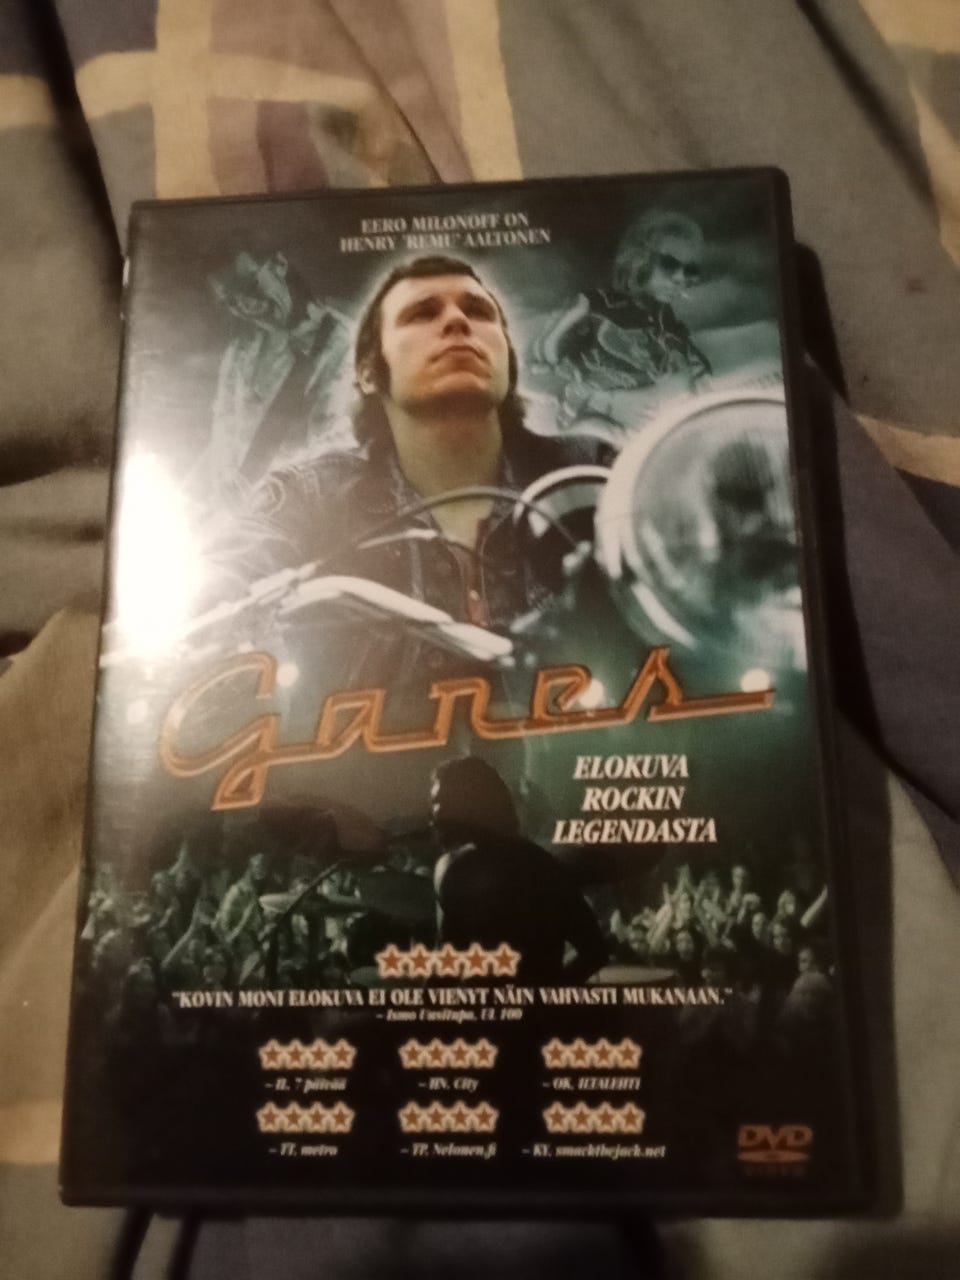 EERO MILONOFF ON
HENRY "REMU" AALTONEN
Ganes
ELOKUVA
ROCKIN
LEGENDASTA
"KOVIN MONI ELOKUVA EI OLE VIENYT NÄIN VAHVASTI MUKANAAN."
– Ismo Uusitupa, UL 100
– IL, 7 päivää
– HN, City
– OK, ILTALEHTI
– TT, metro
– TP, Nelonen.fi
– KY, smackthejack.net
DVD
VIDEO